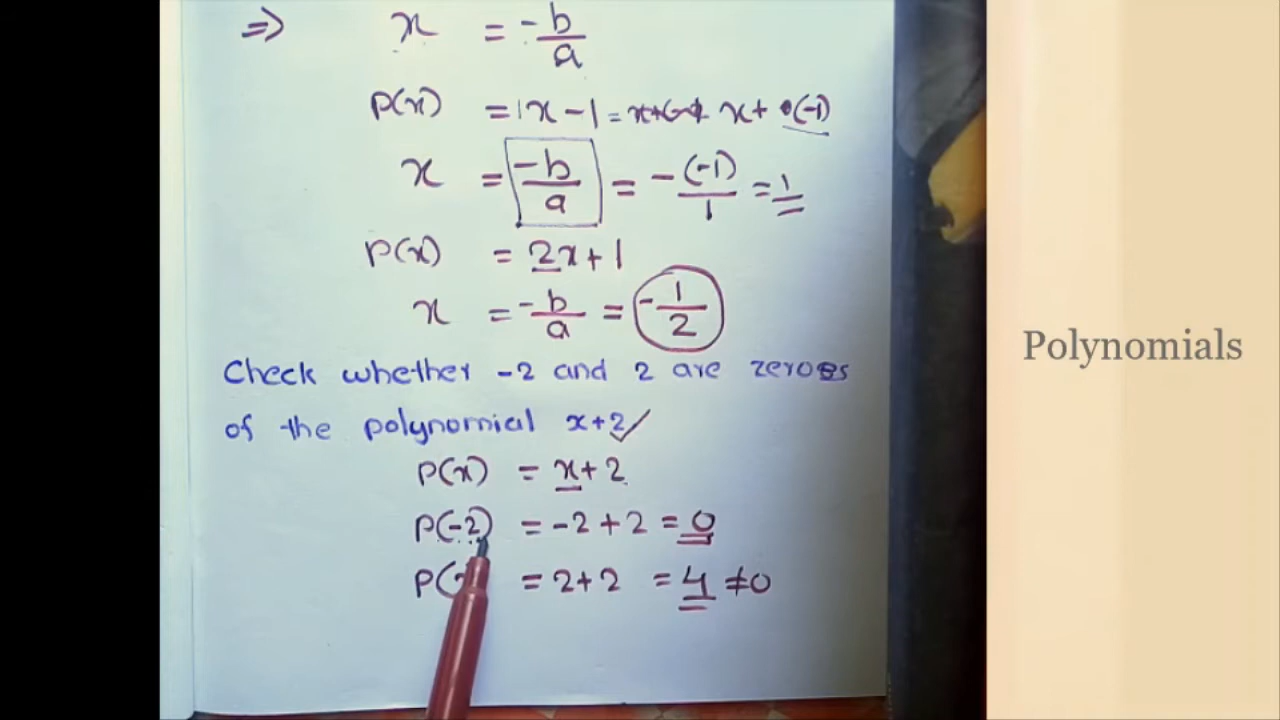 ⇒ x = -b/a
P(x) = 1x - 1 = x + (-1)
x = -b/a = -(-1)/1 = 1
P(x) = 2x + 1
x = -b/a = -1/2
Check whether -2 and 2 are zeroes
of the polynomial x+2 ✓
P(x) = x + 2
P(-2) = -2 + 2 = 0
P( = 2 + 2 = 4 ≠ 0
Polynomials